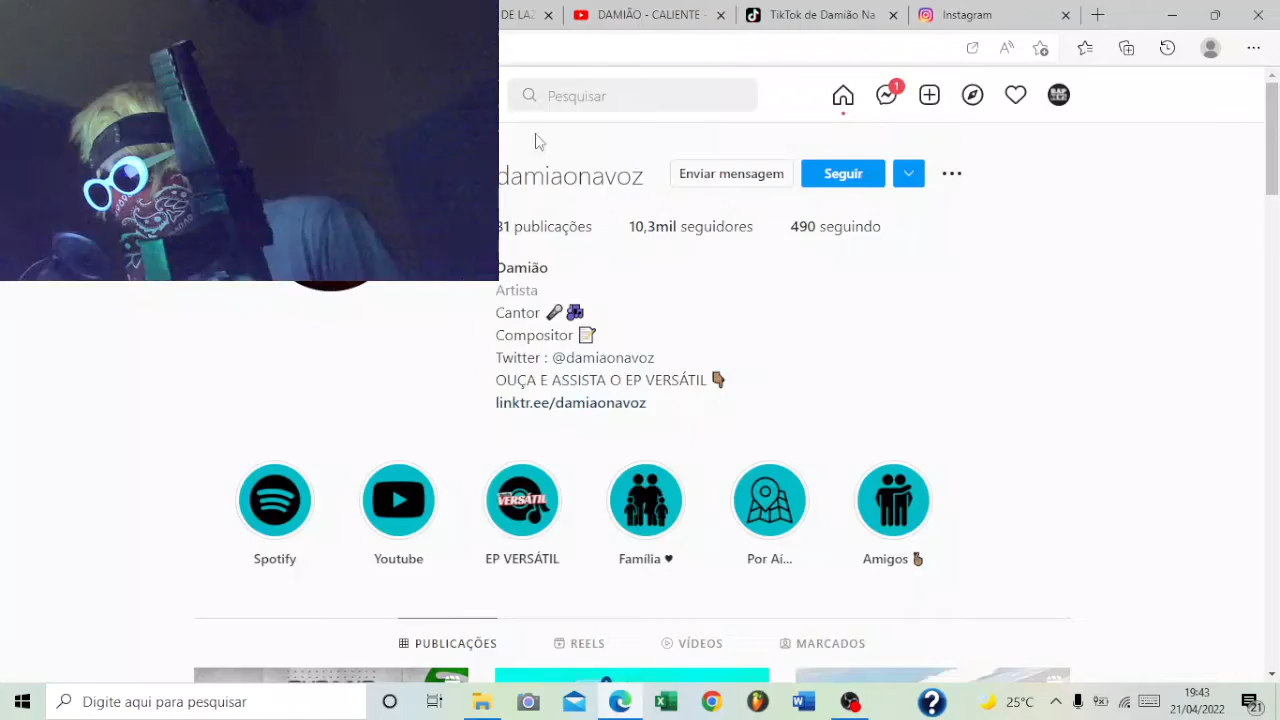 DE LA
DAMIÃO - CALIENTE -
TikTok de Damião Na
Instagram
Pesquisar
1
damiaonavoz
Enviar mensagem
Seguir
publicações
10,3mil seguidores
490 seguindo
Damião
Artista
Cantor
Compositor
Twitter : @damiaonavoz
OUÇA E ASSISTA O EP VERSÁTIL
linktr.ee/damiaonavoz
VERSÁTIL
Spotify
Youtube
EP VERSÁTIL
Família
Por Aí...
Amigos
PUBLICAÇÕES
REELS
VÍDEOS
MARCADOS
Digite aqui para pesquisar
25°C
19:43
21/04/2022
21